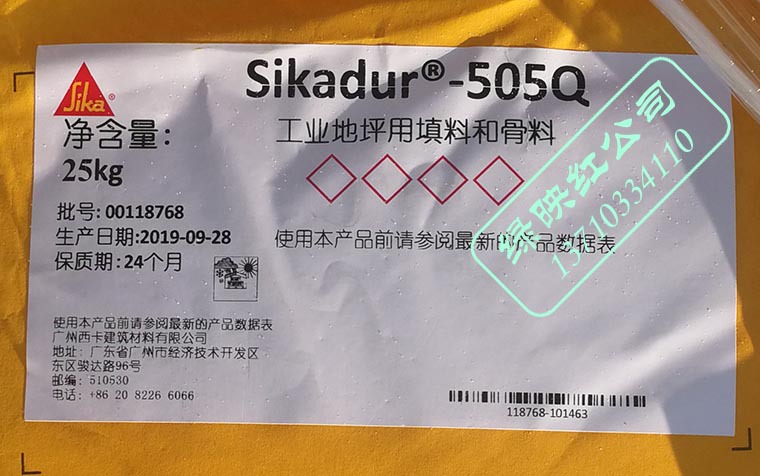 Sika®
Sikadur®-505Q
净含量:
25kg
工业地坪用填料和骨料
批号: 00118768
生产日期:2019-09-28
保质期: 24个月
使用本产品前请参阅最新的产品数据表
使用本产品前请参阅最新的产品数据表
广州西卡建筑材料有限公司
地址: 广东省广州市经济技术开发区
东区骏达路96号
邮编: 510530
电话: +86 20 8226 6066
118768-101463
绿映红公司
13710334110